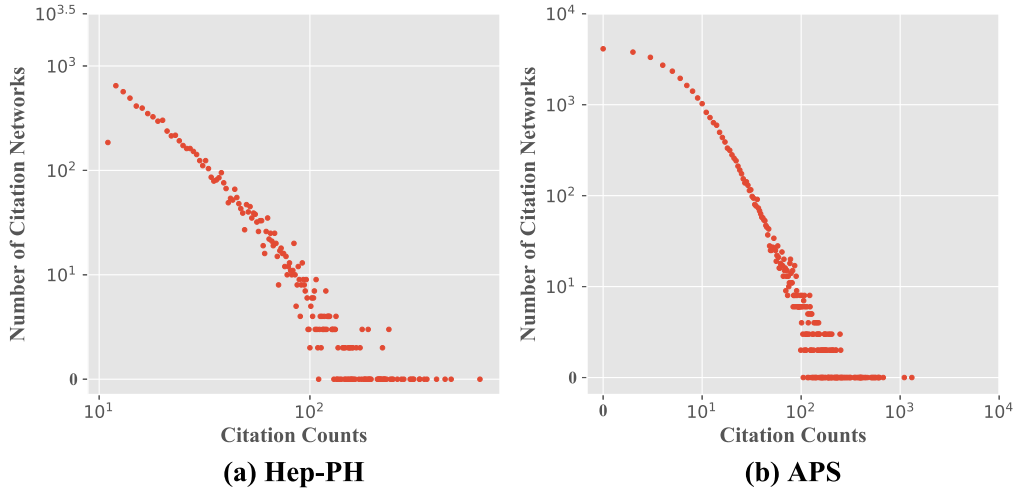 10^3.5
10^3
10^2
10^1
0
10^1
10^2
Number of Citation Networks
Citation Counts
(a) Hep-PH
10^4
10^3
10^2
10^1
0
0
10^1
10^2
10^3
10^4
Number of Citation Networks
Citation Counts
(b) APS